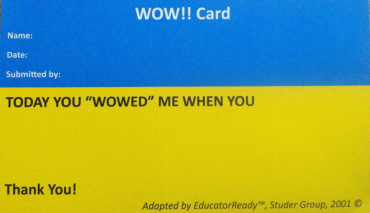 WOW!! Card
Name:
Date:
Submitted by:
TODAY YOU “WOWED” ME WHEN YOU
Thank You!
Adapted by EducatorReady™, Studer Group, 2001 ©